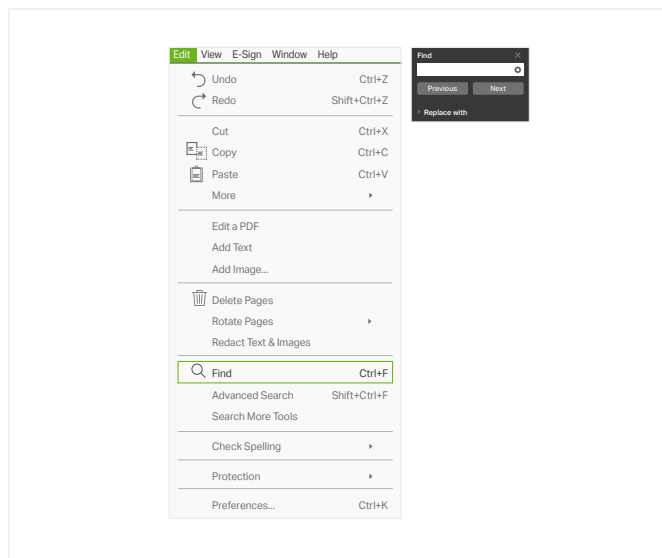 Edit View E-Sign Window Help
Undo Ctrl+Z
Redo Shift+Ctrl+Z
Cut Ctrl+X
Copy Ctrl+C
Paste Ctrl+V
More
Edit a PDF
Add Text
Add Image...
Delete Pages
Rotate Pages
Redact Text & Images
Find Ctrl+F
Advanced Search Shift+Ctrl+F
Search More Tools
Check Spelling
Protection
Preferences... Ctrl+K
Find
Previous Next
Replace with